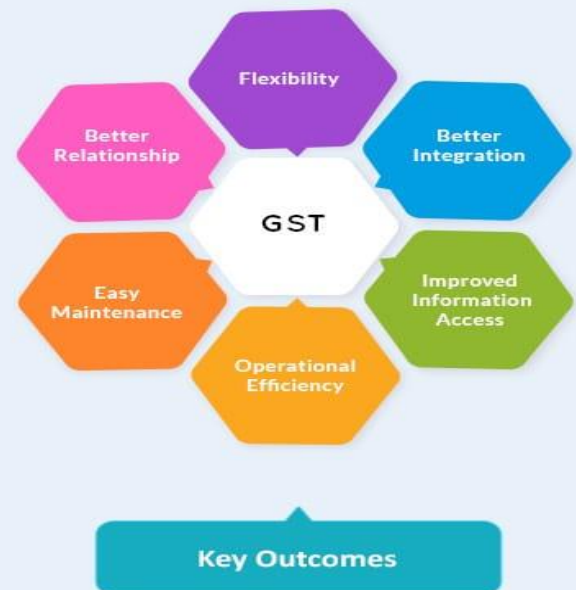 Flexibility
Better
Relationship
Better
Integration
GST
Easy
Maintenance
Improved
Information
Access
Operational
Efficiency
Key Outcomes